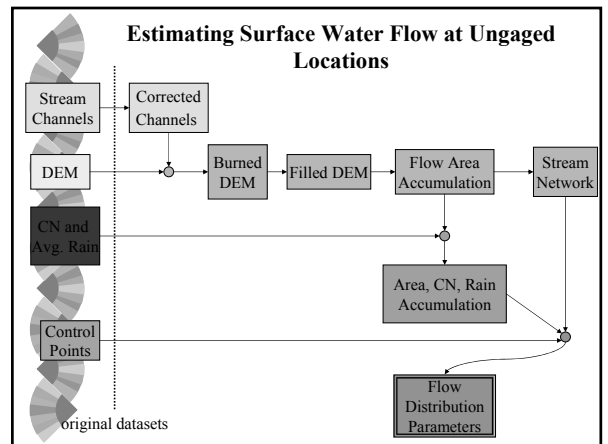 Estimating Surface Water Flow at Ungaged
Locations
Stream
Channels
Corrected
Channels
DEM
Burned
DEM
Filled DEM
Flow Area
Accumulation
Stream
Network
CN and
Avg. Rain
Area, CN, Rain
Accumulation
Control
Points
Flow
Distribution
Parameters
original datasets